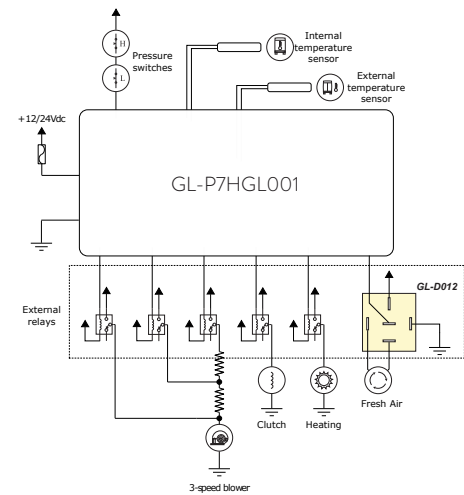 H
L
Pressure
switches
Internal
temperature
sensor
External
temperature
sensor
+12/24Vdc
GL-P7HGL001
GL-D012
External
relays
Clutch
Heating
Fresh Air
3-speed blower